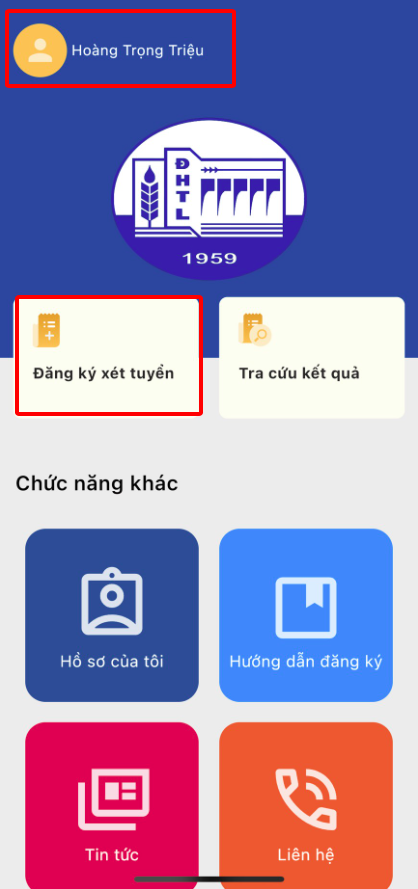 Hoàng Trọng Triệu
ĐHTL
1959
Đăng ký xét tuyển
Tra cứu kết quả
Chức năng khác
Hồ sơ của tôi
Hướng dẫn đăng ký
Tin tức
Liên hệ